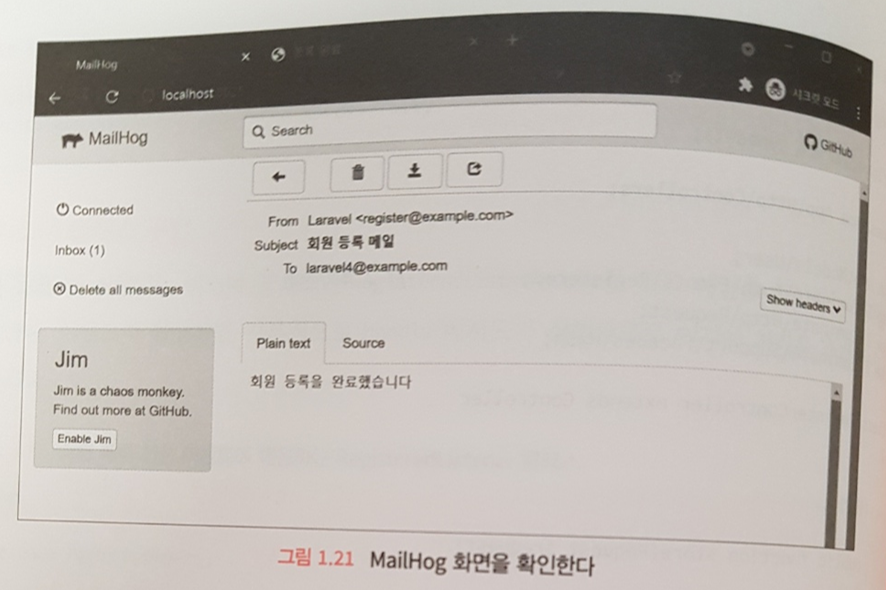 MailHog
localhost
시크릿 모드
MailHog
Search
GitHub
Connected
Inbox (1)
Delete all messages
From Laravel <register@example.com>
Subject 회원 등록 메일
To laravel4@example.com
Show headers
Plain text Source
회원 등록을 완료했습니다
Jim
Jim is a chaos monkey.
Find out more at GitHub.
Enable Jim
그림 1.21 MailHog 화면을 확인한다